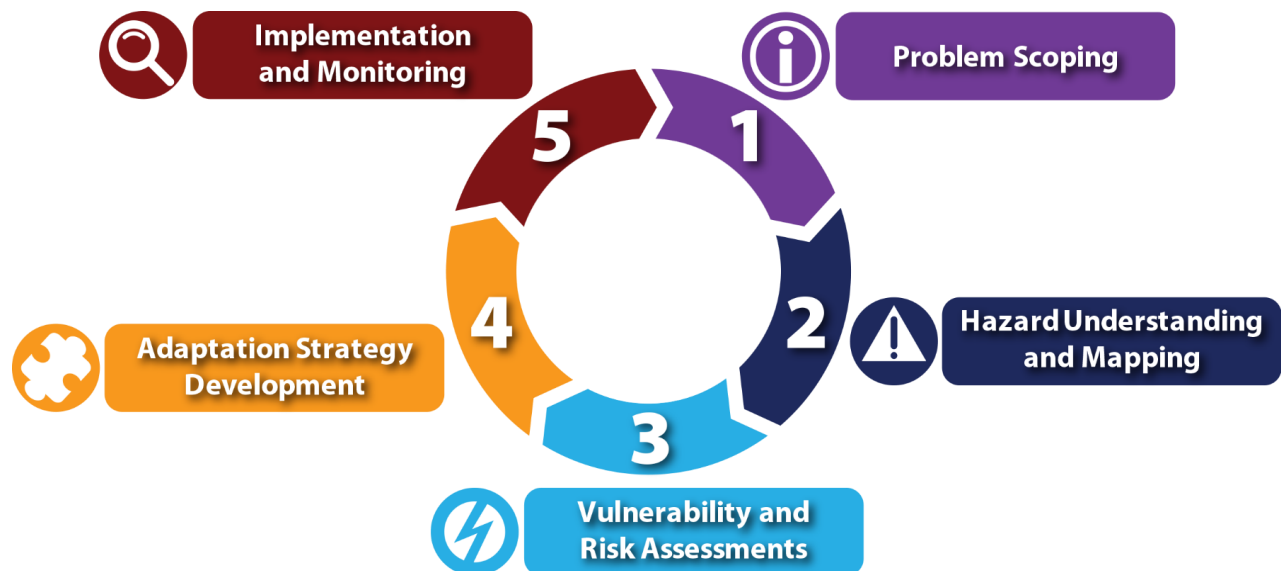 Implementation
and Monitoring
Problem Scoping
5
1
4
2
3
Hazard Understanding
and Mapping
Adaptation Strategy
Development
Vulnerability and
Risk Assessments